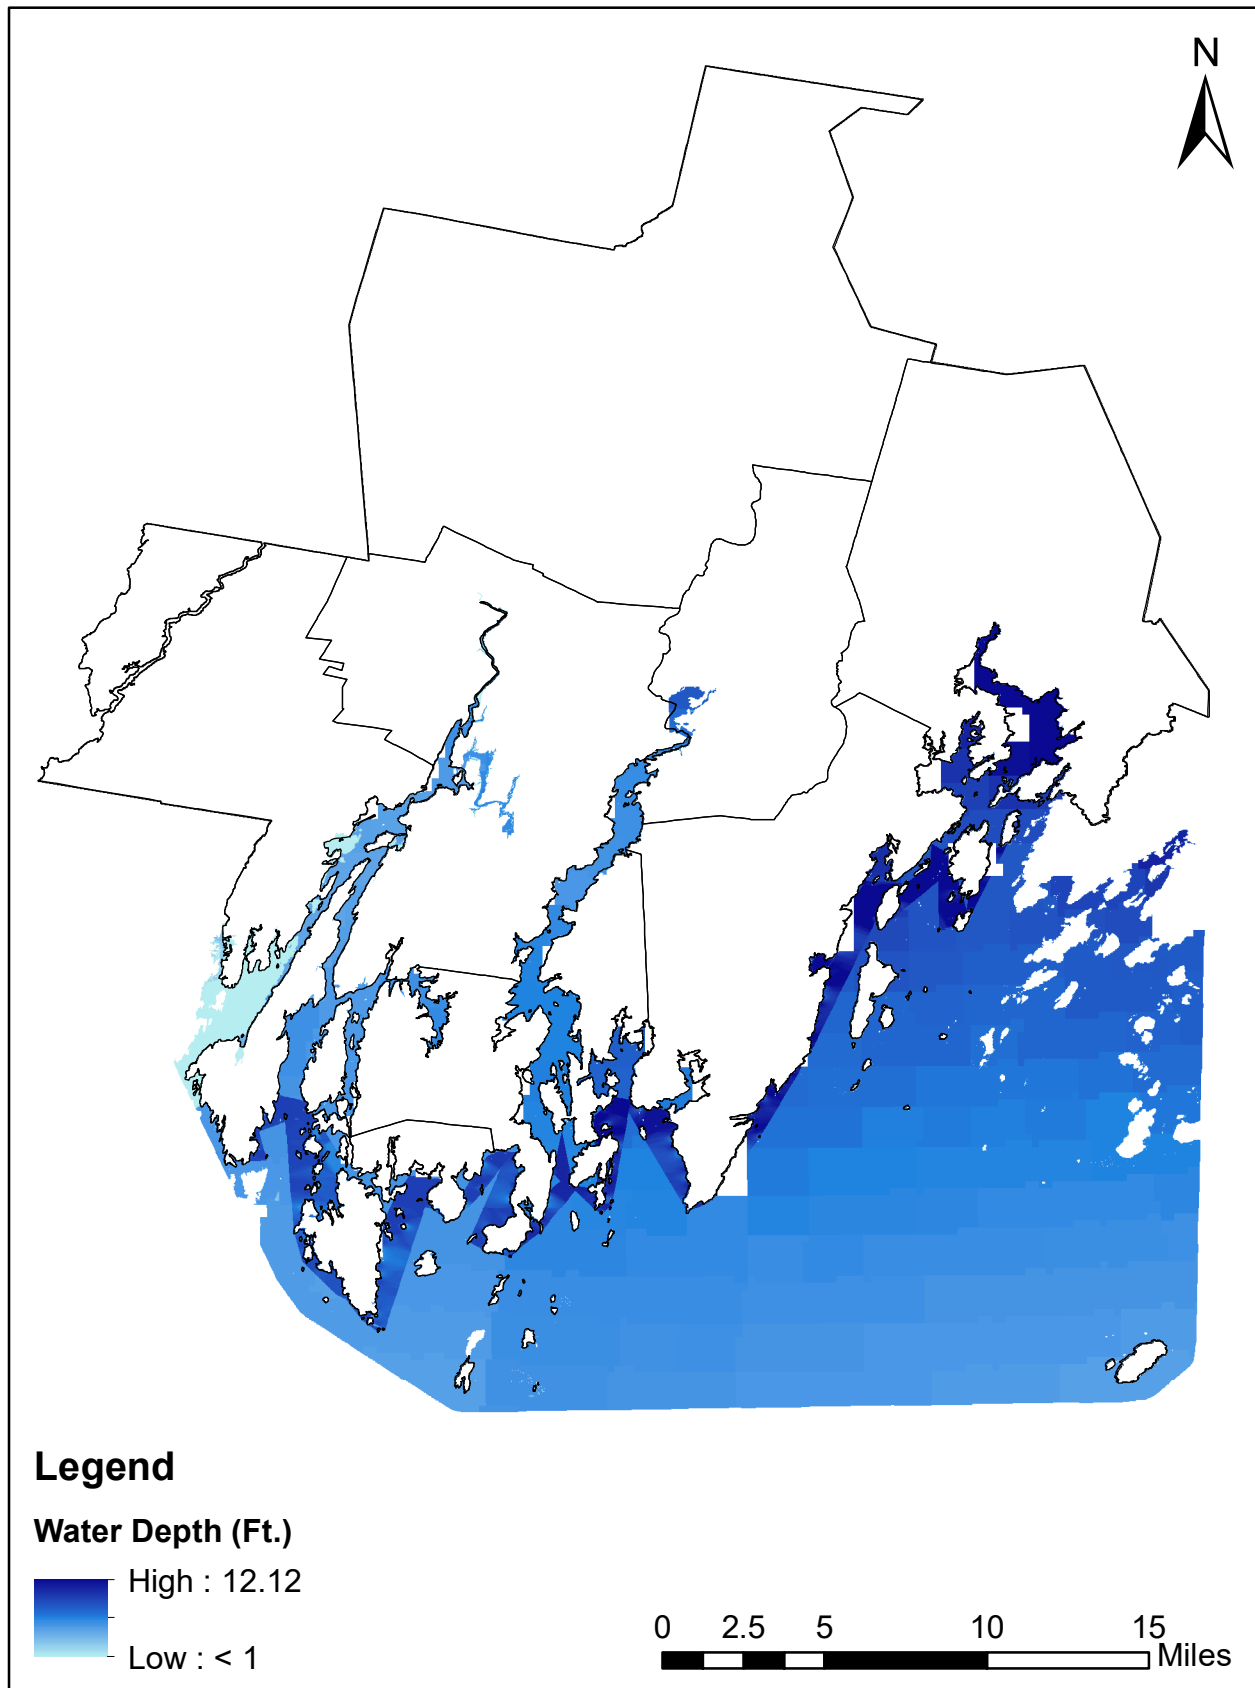 N
Legend
Water Depth (Ft.)
High : 12.12
Low : < 1
0 2.5 5 10 15
Miles